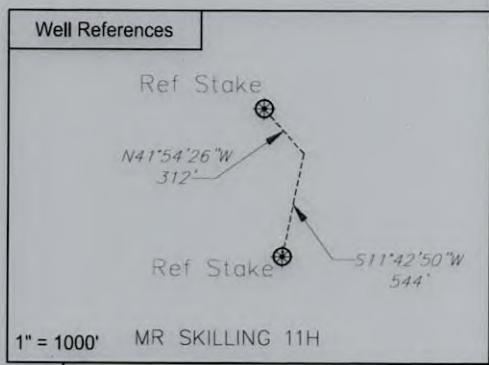 Well References
Ref Stake
N41°54'26"W
312'
Ref Stake
S11°42'50"W
544'
1" = 1000'
MR SKILLING 11H